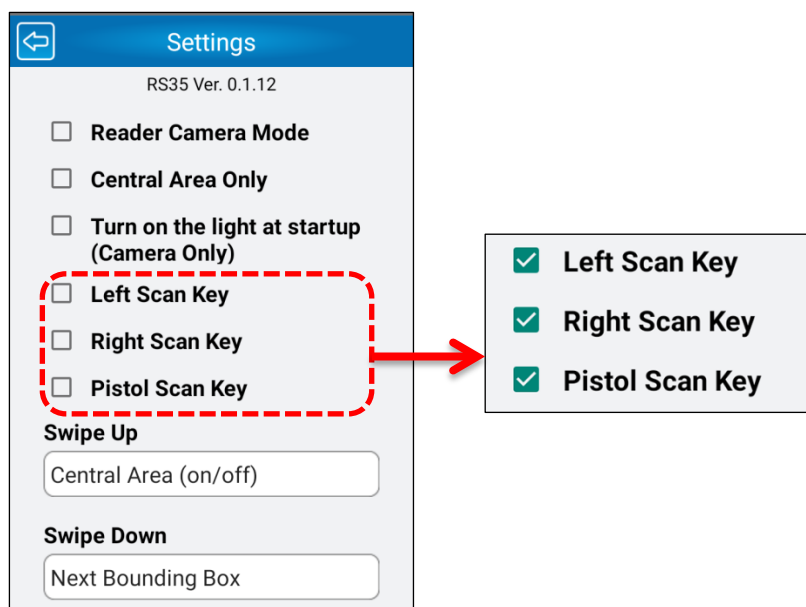 Settings
RS35 Ver. 0.1.12
Reader Camera Mode
Central Area Only
Turn on the light at startup
(Camera Only)
Left Scan Key
Right Scan Key
Pistol Scan Key
Swipe Up
Central Area (on/off)
Swipe Down
Next Bounding Box
Left Scan Key
Right Scan Key
Pistol Scan Key